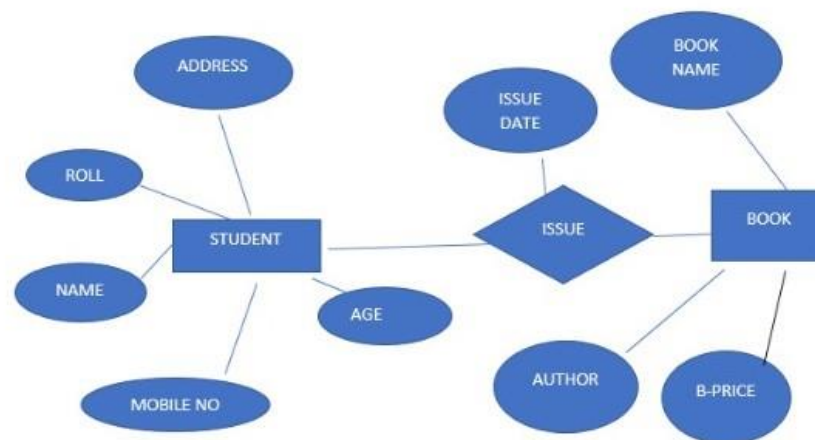 ADDRESS
BOOK
NAME
ISSUE
DATE
ROLL
STUDENT
ISSUE
BOOK
NAME
AGE
AUTHOR
B-PRICE
MOBILE NO